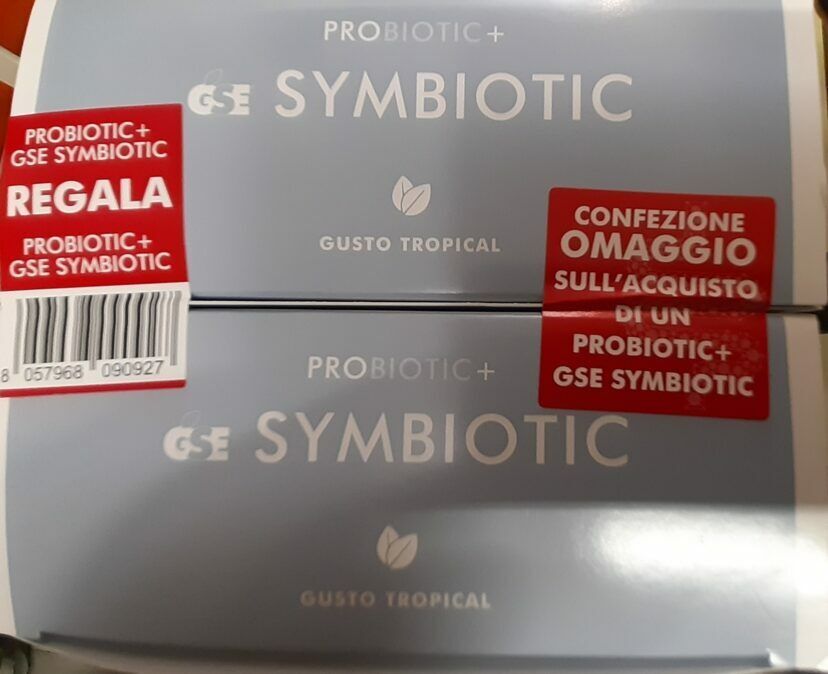 PROBIOTIC+
GSE SYMBIOTIC
GUSTO TROPICAL
PROBIOTIC+
GSE SYMBIOTIC
REGALA
PROBIOTIC+
GSE SYMBIOTIC
8 057968 090927
CONFEZIONE
OMAGGIO
SULL'ACQUISTO
DI UN
PROBIOTIC+
GSE SYMBIOTIC
PROBIOTIC+
GSE SYMBIOTIC
GUSTO TROPICAL